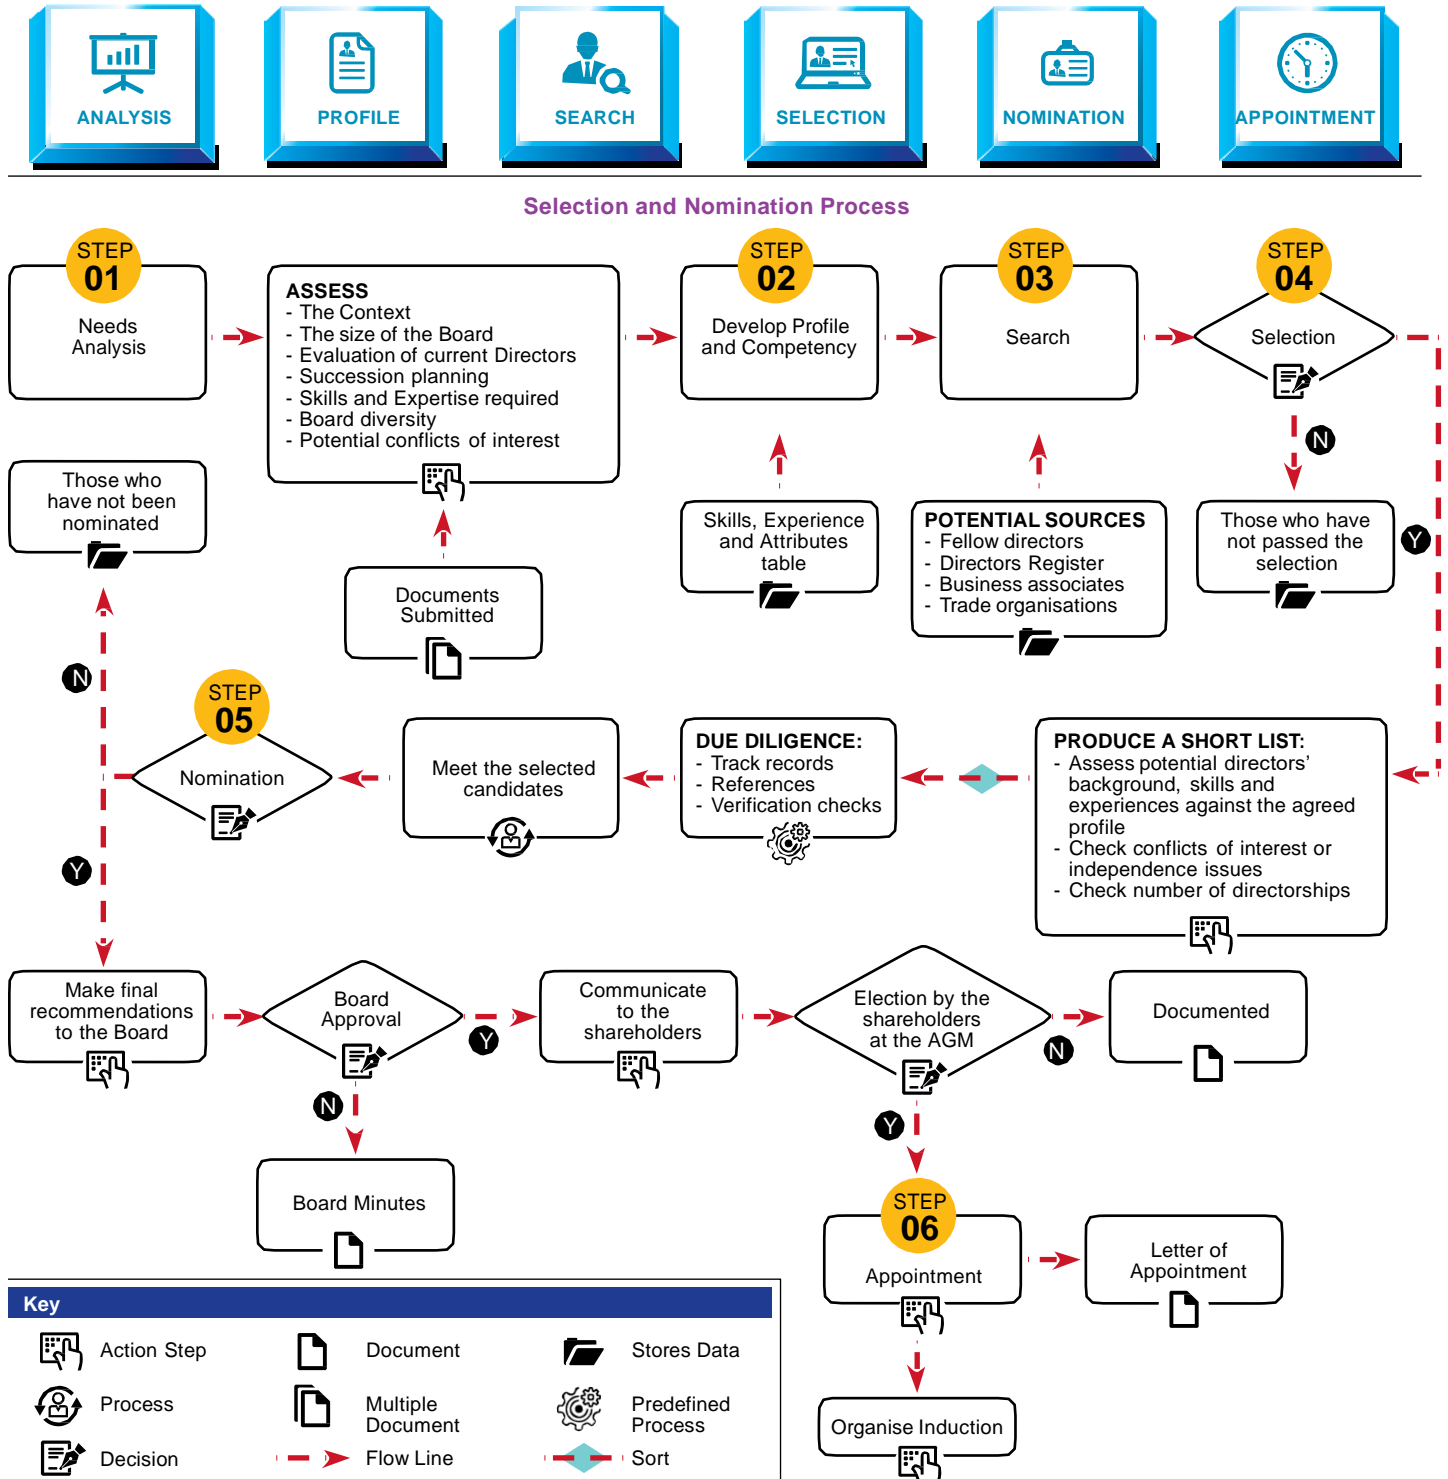 ANALYSIS
PROFILE
SEARCH
SELECTION
NOMINATION
APPOINTMENT
Selection and Nomination Process
STEP
01
Needs
Analysis
ASSESS
- The Context
- The size of the Board
- Evaluation of current Directors
- Succession planning
- Skills and Expertise required
- Board diversity
- Potential conflicts of interest
STEP
02
Develop Profile
and Competency
STEP
03
Search
STEP
04
Selection
N
Y
Those who
have not been
nominated
Documents
Submitted
Skills, Experience
and Attributes
table
POTENTIAL SOURCES
- Fellow directors
- Directors Register
- Business associates
- Trade organisations
Those who have
not passed the
selection
N
STEP
05
Nomination
Y
Meet the selected
candidates
DUE DILIGENCE:
- Track records
- References
- Verification checks
PRODUCE A SHORT LIST:
- Assess potential directors’
background, skills and
experiences against the agreed
profile
- Check conflicts of interest or
independence issues
- Check number of directorships
Make final
recommendations
to the Board
Board
Approval
Y
N
Communicate
to the
shareholders
Election by the
shareholders
at the AGM
N
Y
Documented
Board Minutes
STEP
06
Appointment
Letter of
Appointment
Organise Induction
Key
Action Step
Document
Stores Data
Process
Multiple
Document
Predefined
Process
Decision
Flow Line
Sort